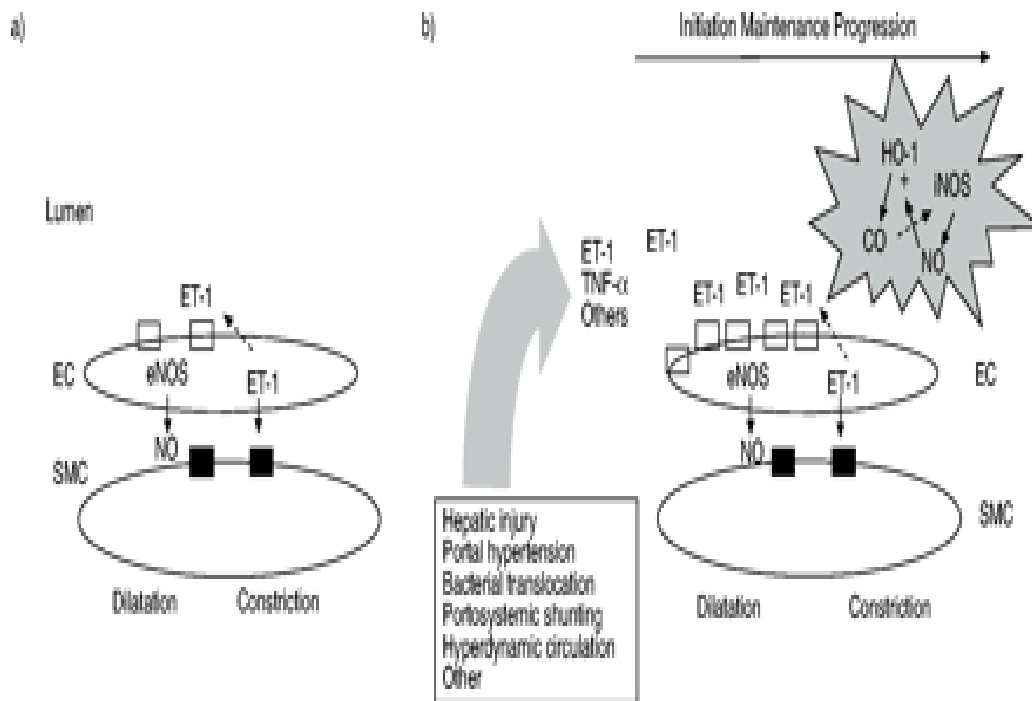 a)
Lumen
ET-1
EC
eNOS
ET-1
NO
SMC
Dilatation Constriction
b)
Initiation Maintenance Progression
HO-1
+
iNOS
CO
NO
ET-1
TNF-α
Others
ET-1
ET-1
ET-1
ET-1
eNOS
ET-1
EC
NO
SMC
Hepatic injury
Portal hypertension
Bacterial translocation
Portosystemic shunting
Hyperdynamic circulation
Other
Dilatation Constriction